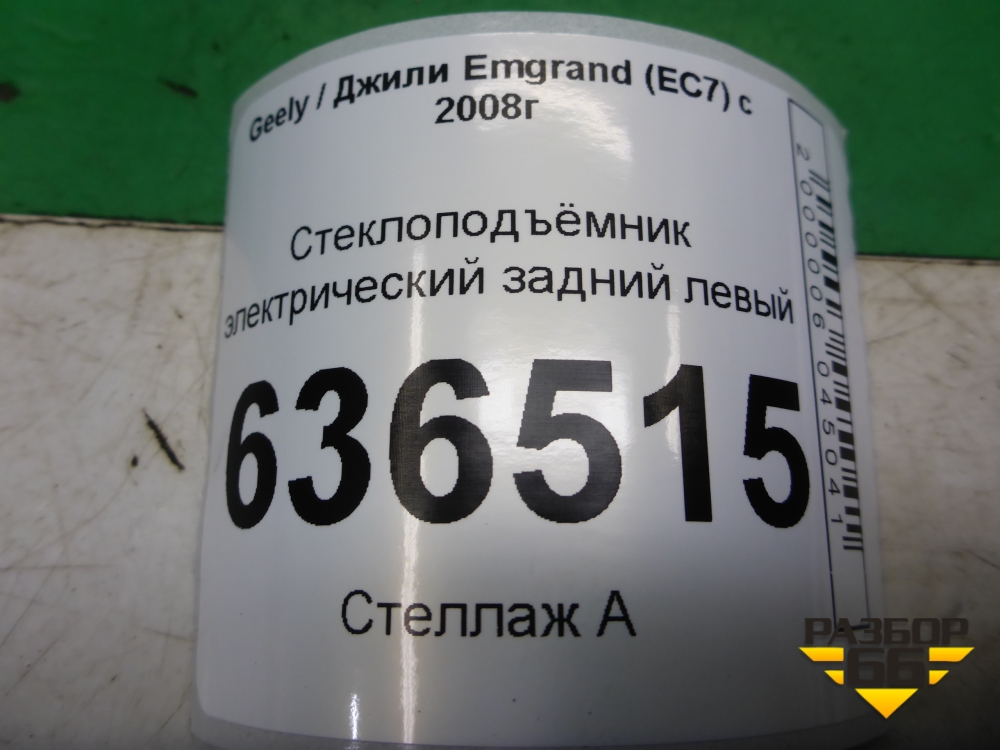 Geely / Джили Emgrand (EC7) с
2008г
Стеклоподъёмник
электрический задний левый
636515
Стеллаж А
2000006045041
РАЗБОР
66